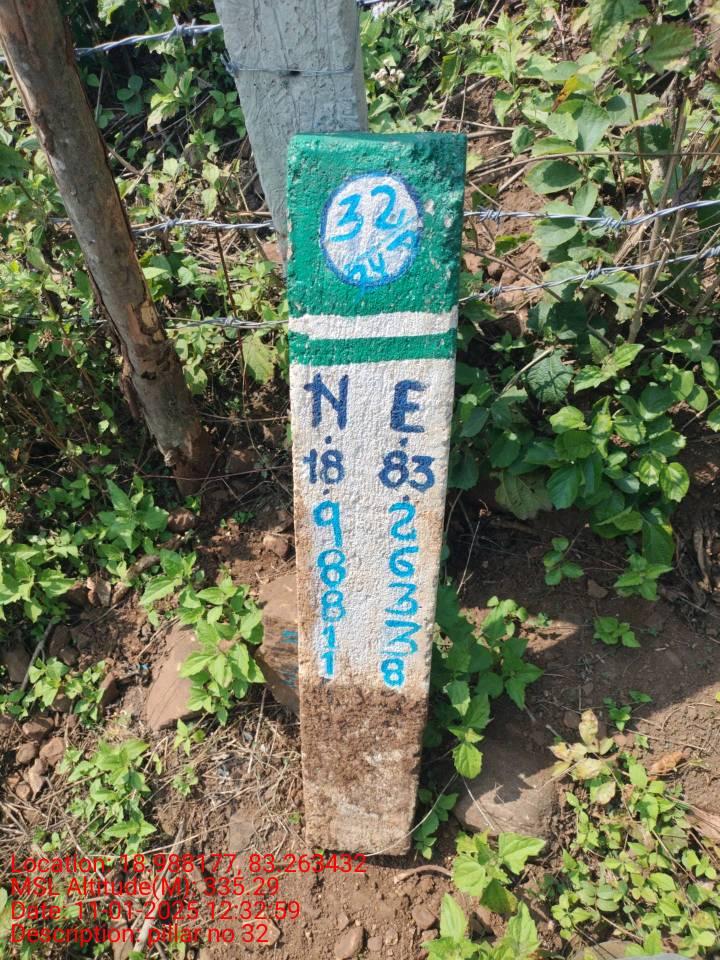 32
N E
18 83
9 2
8 6
8 3
1 3
1 8
Location: 18.988177, 83.263432
MSL Altitude(M): 335.29
Date: 11-01-2025 12:32:59
Description: pillar no 32